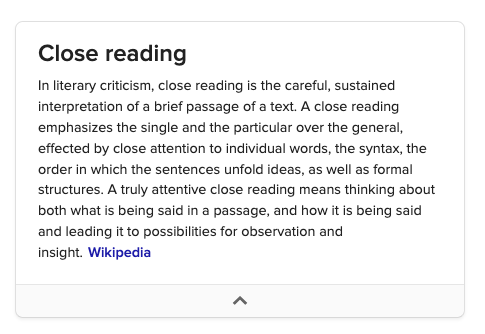 Close reading
In literary criticism, close reading is the careful, sustained
interpretation of a brief passage of a text. A close reading
emphasizes the single and the particular over the general,
effected by close attention to individual words, the syntax, the
order in which the sentences unfold ideas, as well as formal
structures. A truly attentive close reading means thinking about
both what is being said in a passage, and how it is being said
and leading it to possibilities for observation and
insight. Wikipedia